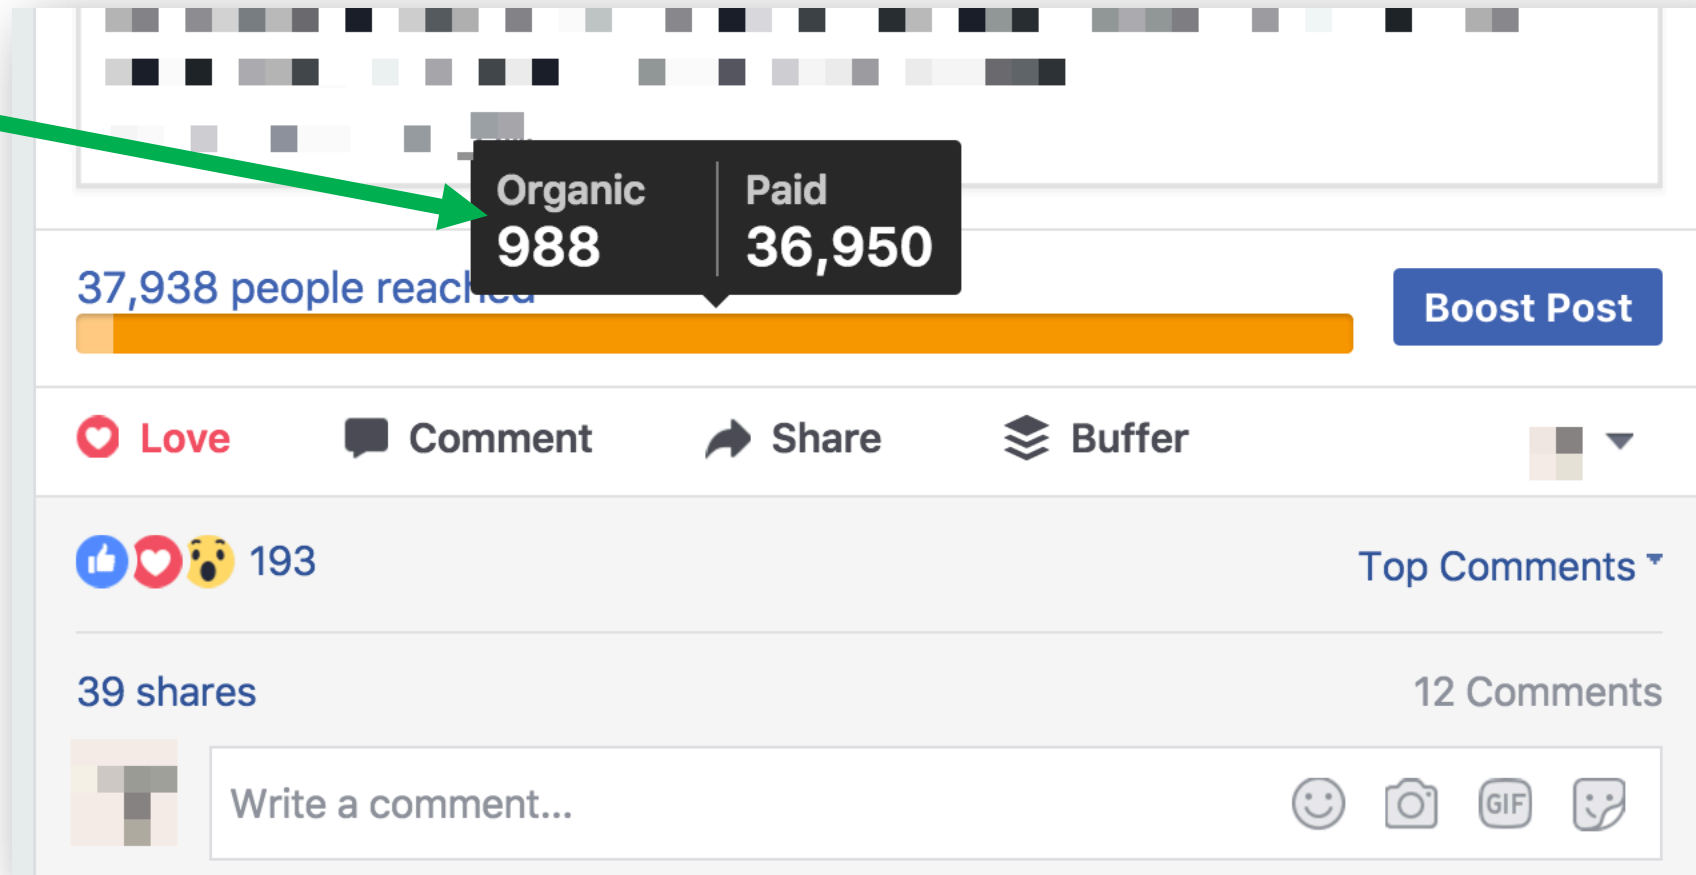 Organic
988
Paid
36,950
37,938 people reached
Boost Post
Love
Comment
Share
Buffer
193
Top Comments
39 shares
12 Comments
Write a comment...
GIF